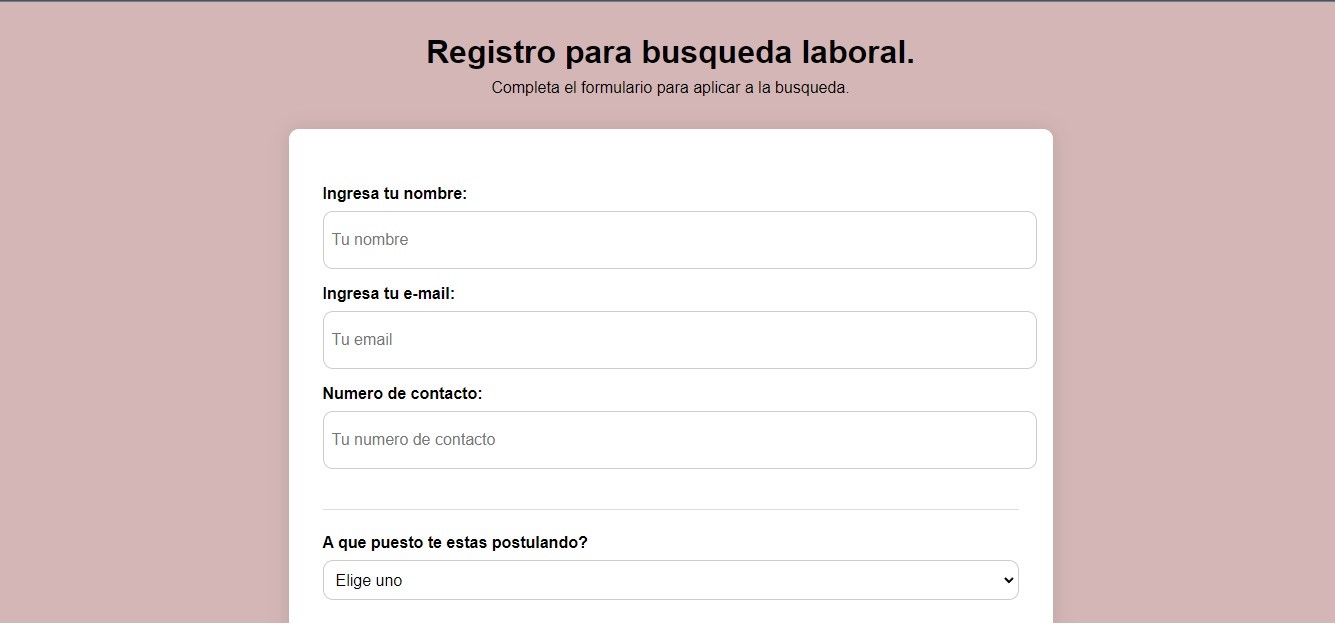 Registro para busqueda laboral.
Completa el formulario para aplicar a la busqueda.
Ingresa tu nombre:
Tu nombre
Ingresa tu e-mail:
Tu email
Numero de contacto:
Tu numero de contacto
A que puesto te estas postulando?
Elige uno